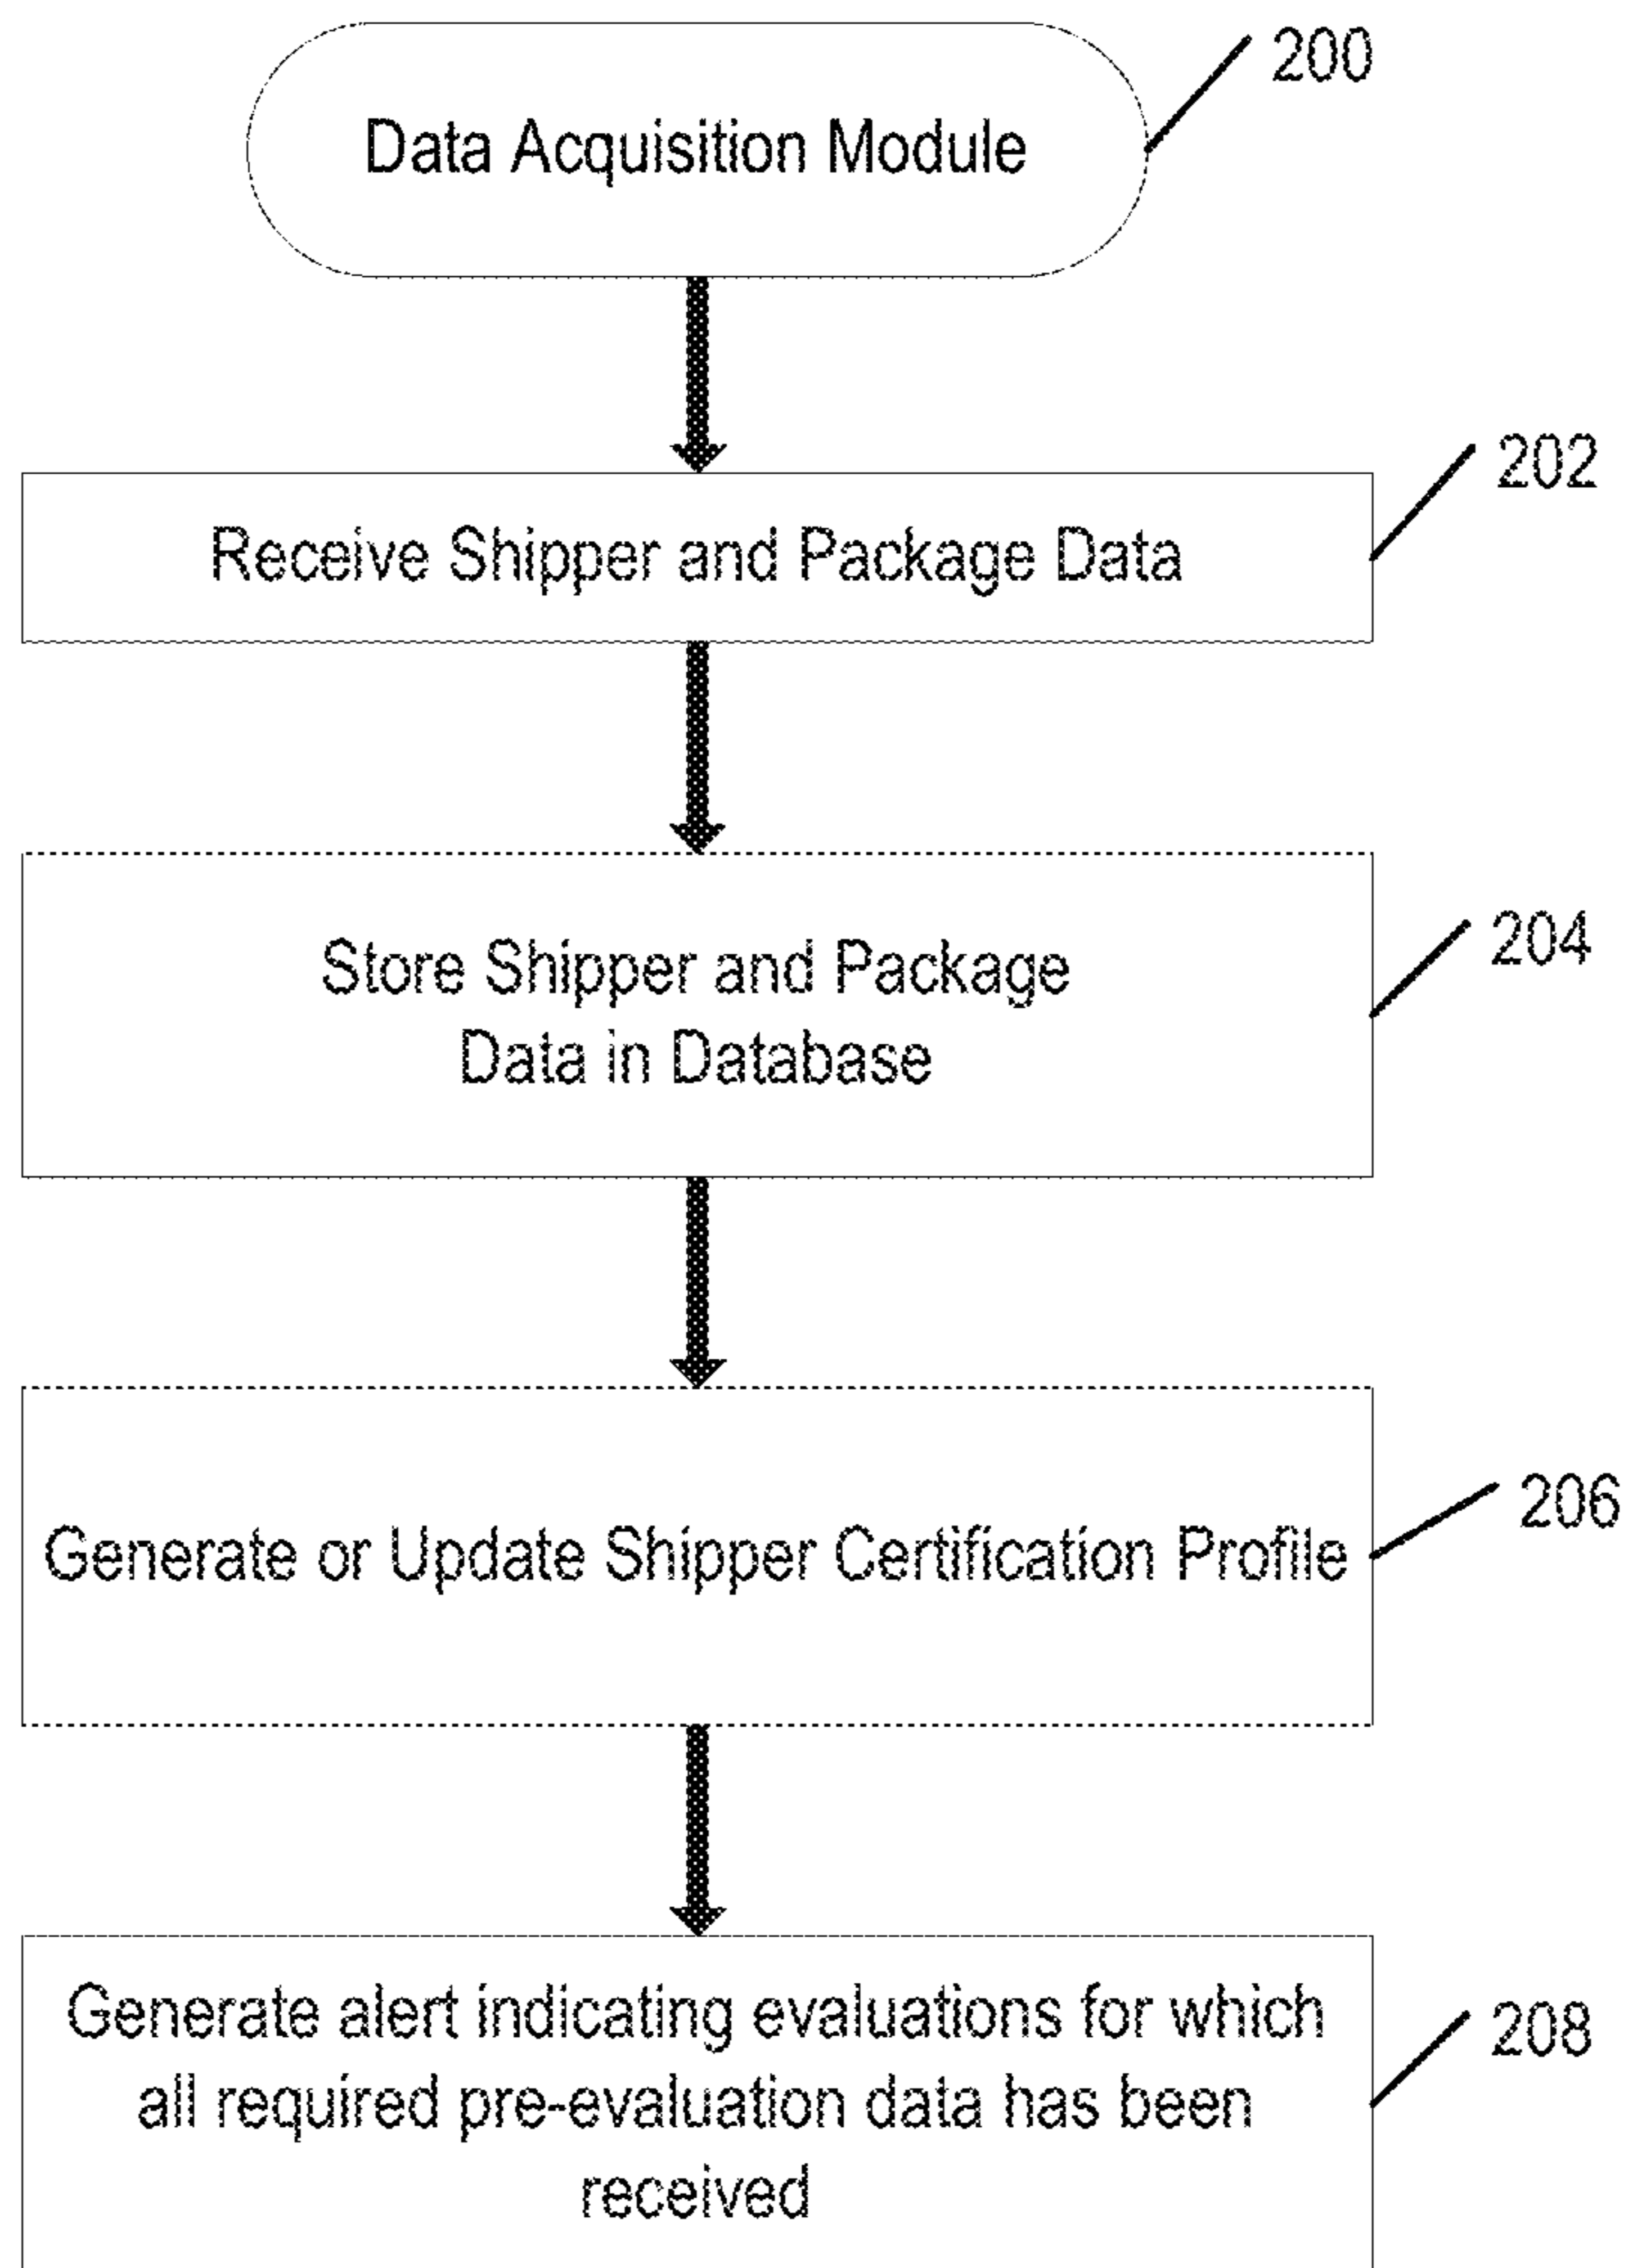 200
Data Acquisition Module
202
Receive Shipper and Package Data
204
Store Shipper and Package
Data in Database
206
Generate or Update Shipper Certification Profile
208
Generate alert indicating evaluations for which
all required pre-evaluation data has been
received